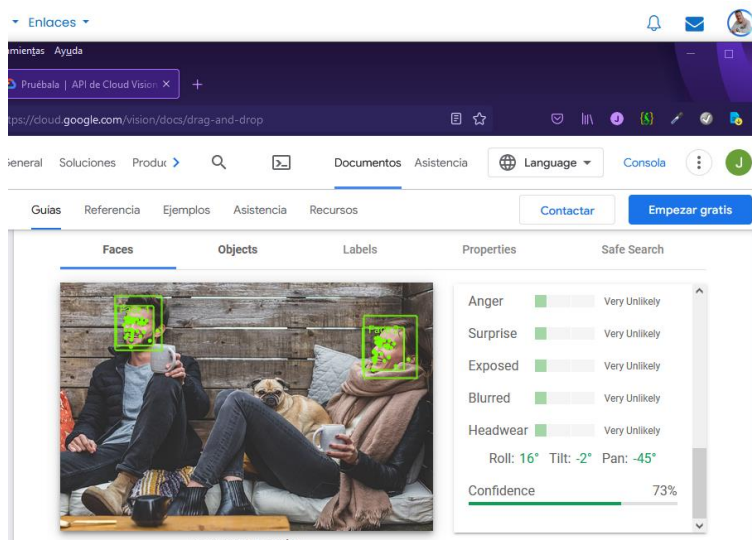 Enlaces
amientas Ayuda
Pruébala | API de Cloud Vision
tps://cloud.google.com/vision/docs/drag-and-drop
General Soluciones Produc Documentos Asistencia Language Consola J
Guías Referencia Ejemplos Asistencia Recursos Contactar Empezar gratis
Faces Objects Labels Properties Safe Search
Anger Very Unlikely
Surprise Very Unlikely
Exposed Very Unlikely
Blurred Very Unlikely
Headwear Very Unlikely
Roll: 16° Tilt: -2° Pan: -45°
Confidence 73%